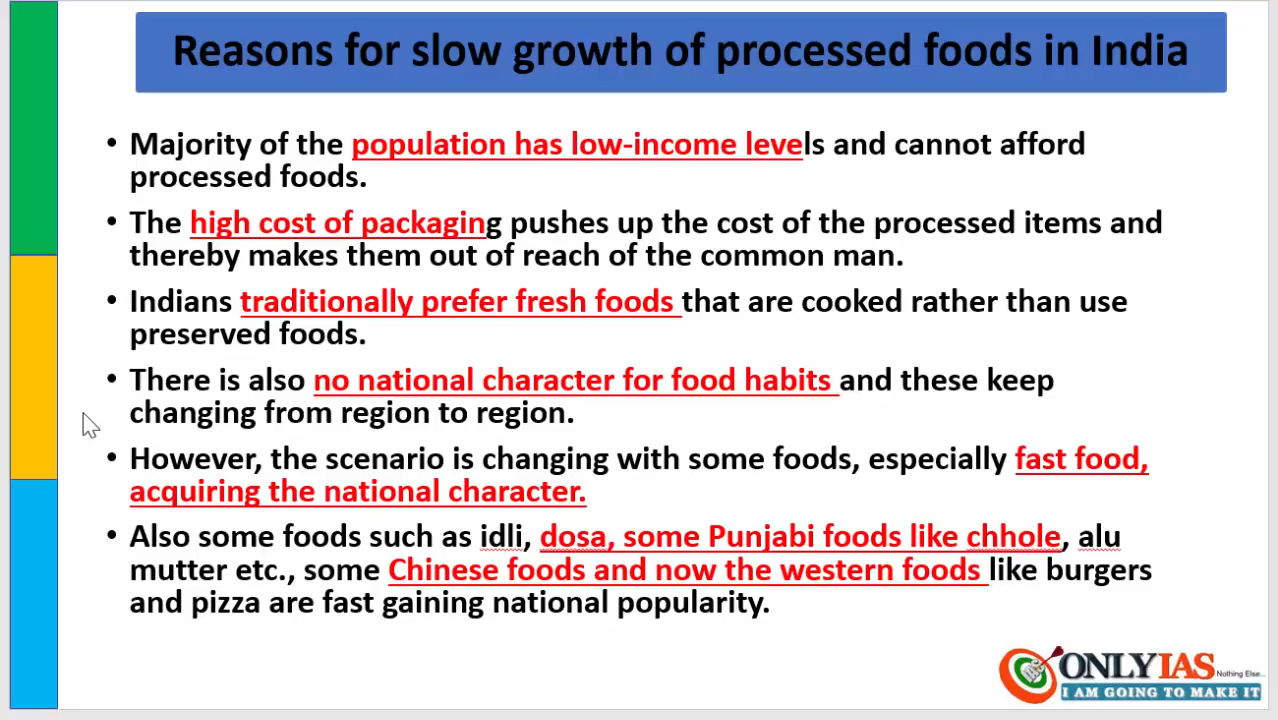 Reasons for slow growth of processed foods in India
• Majority of the population has low-income levels and cannot afford
processed foods.
• The high cost of packaging pushes up the cost of the processed items and
thereby makes them out of reach of the common man.
• Indians traditionally prefer fresh foods that are cooked rather than use
preserved foods.
• There is also no national character for food habits and these keep
changing from region to region.
• However, the scenario is changing with some foods, especially fast food,
acquiring the national character.
• Also some foods such as idli, dosa, some Punjabi foods like chhole, alu
mutter etc., some Chinese foods and now the western foods like burgers
and pizza are fast gaining national popularity.
ONLYIAS
Nothing Else...
I AM GOING TO MAKE IT